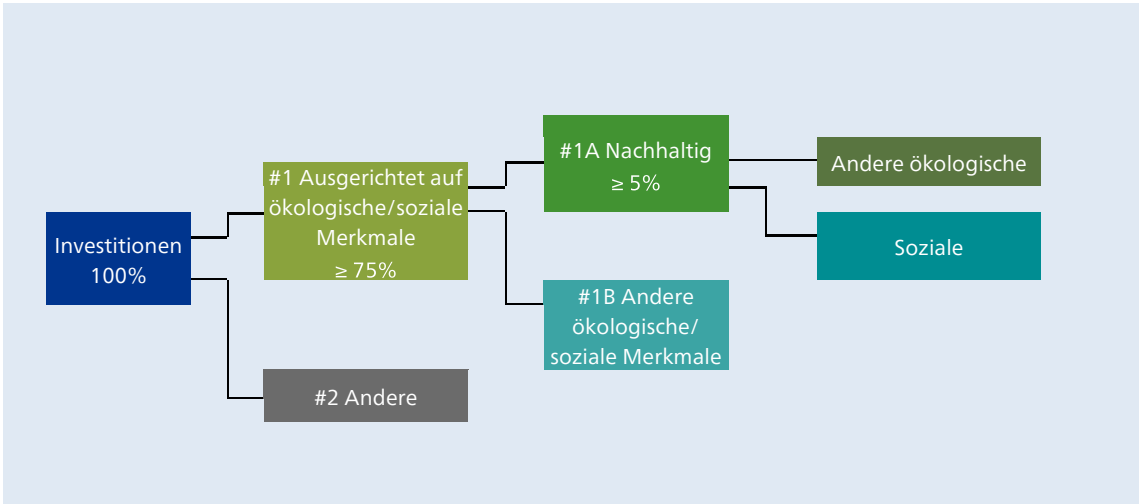 Investitionen
100%
#1 Ausgerichtet auf
ökologische/soziale
Merkmale
≥ 75%
#2 Andere
#1A Nachhaltig
≥ 5%
#1B Andere
ökologische/
soziale Merkmale
Andere ökologische
Soziale